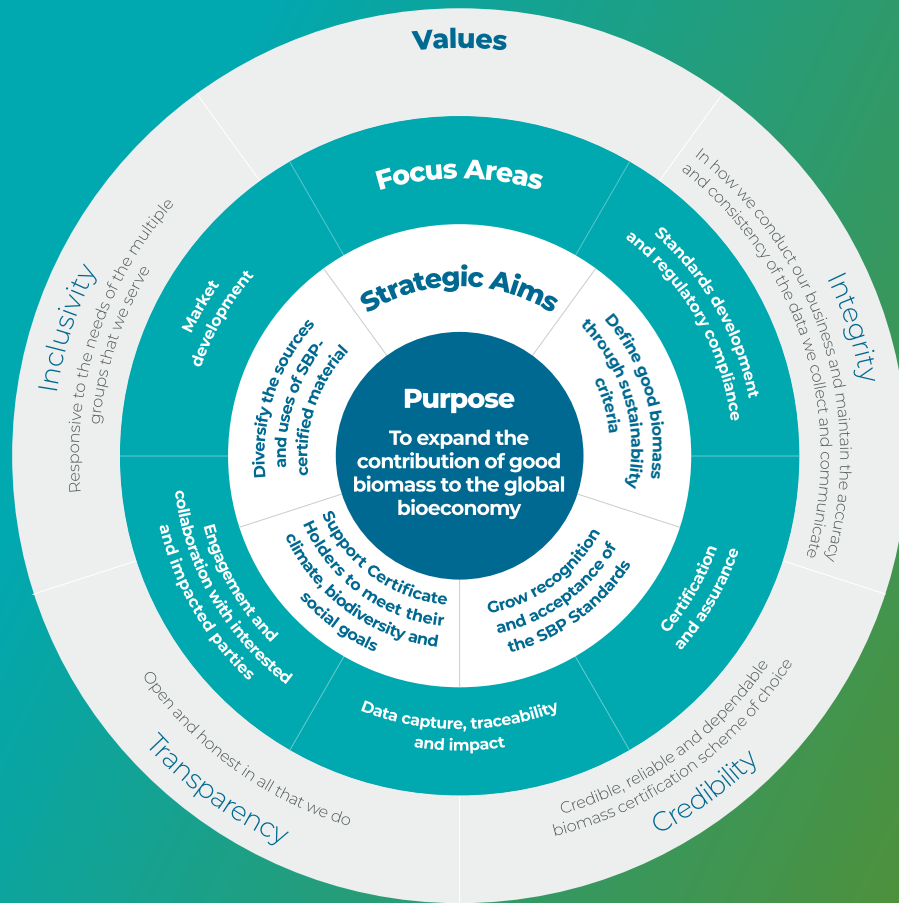 Values
Integrity
In how we conduct our business and maintain the accuracy
and consistency of the data we collect and communicate
Credible, reliable and dependable
biomass certification scheme of choice
Credibility
Open and honest in all that we do
Transparency
Inclusivity
Responsive to the needs of the multiple
groups that we serve
Focus Areas
Standards development
and regulatory compliance
Certification
and assurance
Data capture, traceability
and impact
Engagement and
collaboration with interested
and impacted parties
Market
development
Strategic Aims
Define good biomass
through sustainability
criteria
Grow recognition
and acceptance of
the SBP Standards
Support Certificate
Holders to meet their
climate, biodiversity and
social goals
Diversify the sources
and uses of SBP-
certified material
Purpose
To expand the
contribution of good
biomass to the global
bioeconomy